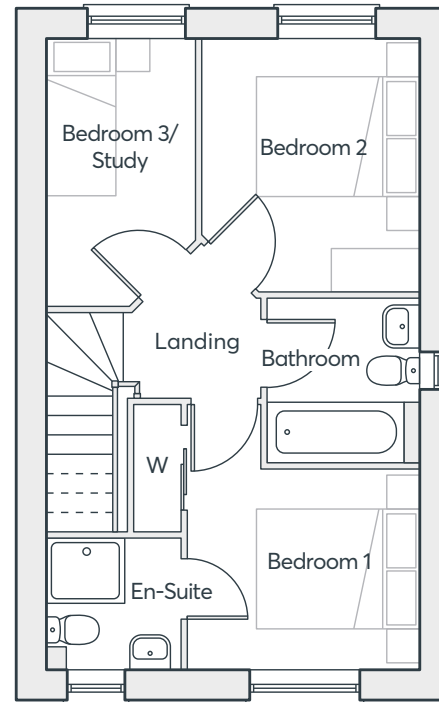 Bedroom 3/
Study
Bedroom 2
Landing
Bathroom
W
En-Suite
Bedroom 1